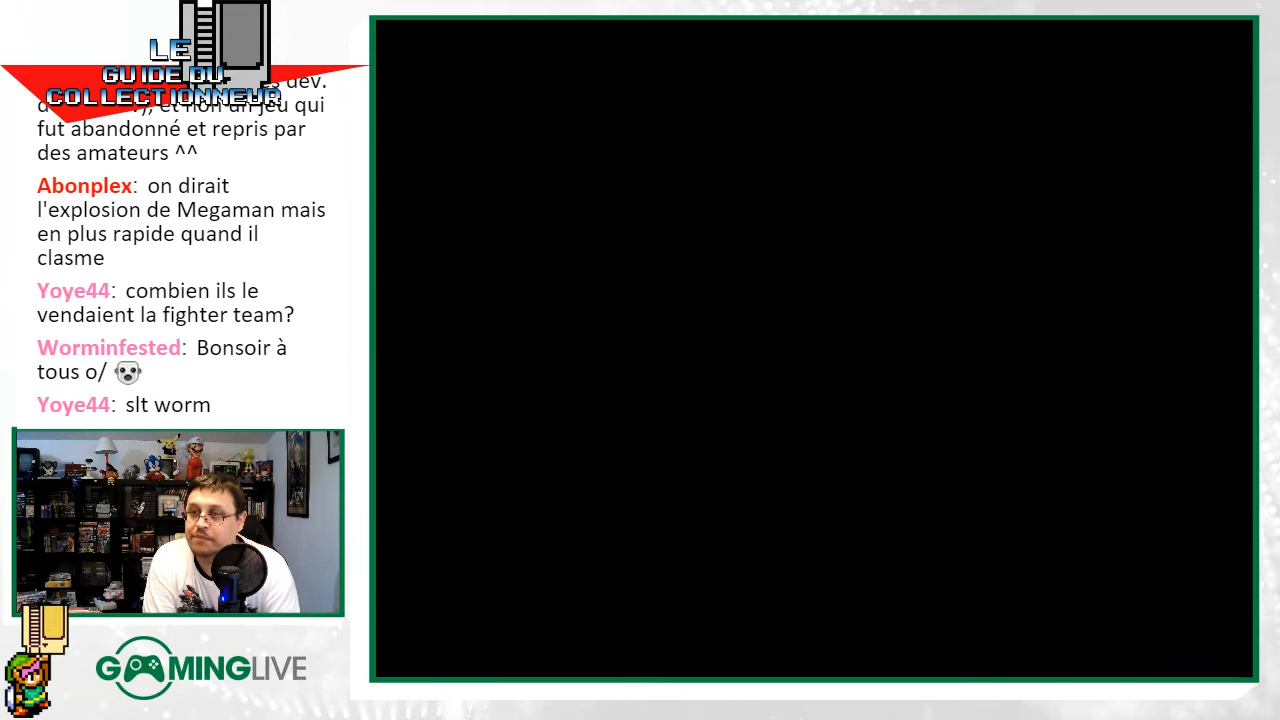 LE
GUIDE DU
COLLECTIONNEUR
dev.
et non un jeu qui
fut abandonné et repris par
des amateurs ^^
Abonplex: on dirait
l'explosion de Megaman mais
en plus rapide quand il
clasme
Yoye44: combien ils le
vendaient la fighter team?
Worminfested: Bonsoir à
tous o/
Yoye44: slt worm
GAMINGLIVE